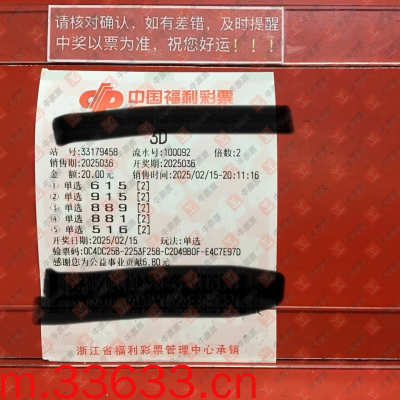 请核对确认，如有差错，及时提醒
中奖以票为准，祝您好运！！！
中国福利彩票
3D
站 号:33179458 流水号:100092 倍数:2
销售期:2025036 开奖期:2025036
金 额:20.00元 销售时间:2025/02/15-20:11:16
① 单选 6 1 5 [2]
② 单选 9 1 5 [2]
③ 单选 8 8 9 [2]
④ 单选 8 8 1 [2]
⑤ 单选 5 1 6 [2]
开奖日期:2025/02/15 玩法:单选
验票码:0C4DC25B-2253F25B-C2D49B0F-E4C7E97D
感谢您为公益事业贡献6.80元
浙江省福利彩票管理中心承销
m.33633.cn